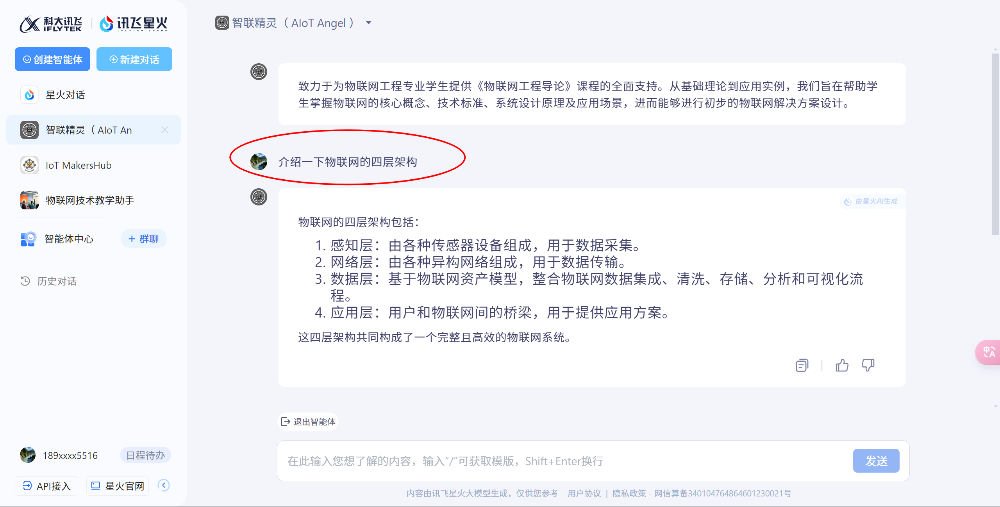 科大讯飞
iFLYTEK
讯飞星火
IFLYTEK SPARK
创建智能体
新建对话
星火对话
智联精灵（ AIoT An
IoT MakersHub
物联网技术教学助手
智能体中心
+ 群聊
历史对话
189xxxx5516
日程待办
API接入
星火官网
智联精灵（ AIoT Angel ）
致力于为物联网工程专业学生提供《物联网工程导论》课程的全面支持。从基础理论到应用实例，我们旨在帮助学
生掌握物联网的核心概念、技术标准、系统设计原理及应用场景，进而能够进行初步的物联网解决方案设计。
介绍一下物联网的四层架构
由星火AI生成
物联网的四层架构包括：
1. 感知层：由各种传感器设备组成，用于数据采集。
2. 网络层：由各种异构网络组成，用于数据传输。
3. 数据层：基于物联网资产模型，整合物联网数据集成、清洗、存储、分析和可视化流
程。
4. 应用层：用户和物联网间的桥梁，用于提供应用方案。
这四层架构共同构成了一个完整且高效的物联网系统。
中A
退出智能体
在此输入您想了解的内容，输入“/”可获取模版，Shift+Enter换行
发送
内容由讯飞星火大模型生成，仅供您参考 用户协议 | 隐私政策 - 网信算备340104764864601230021号